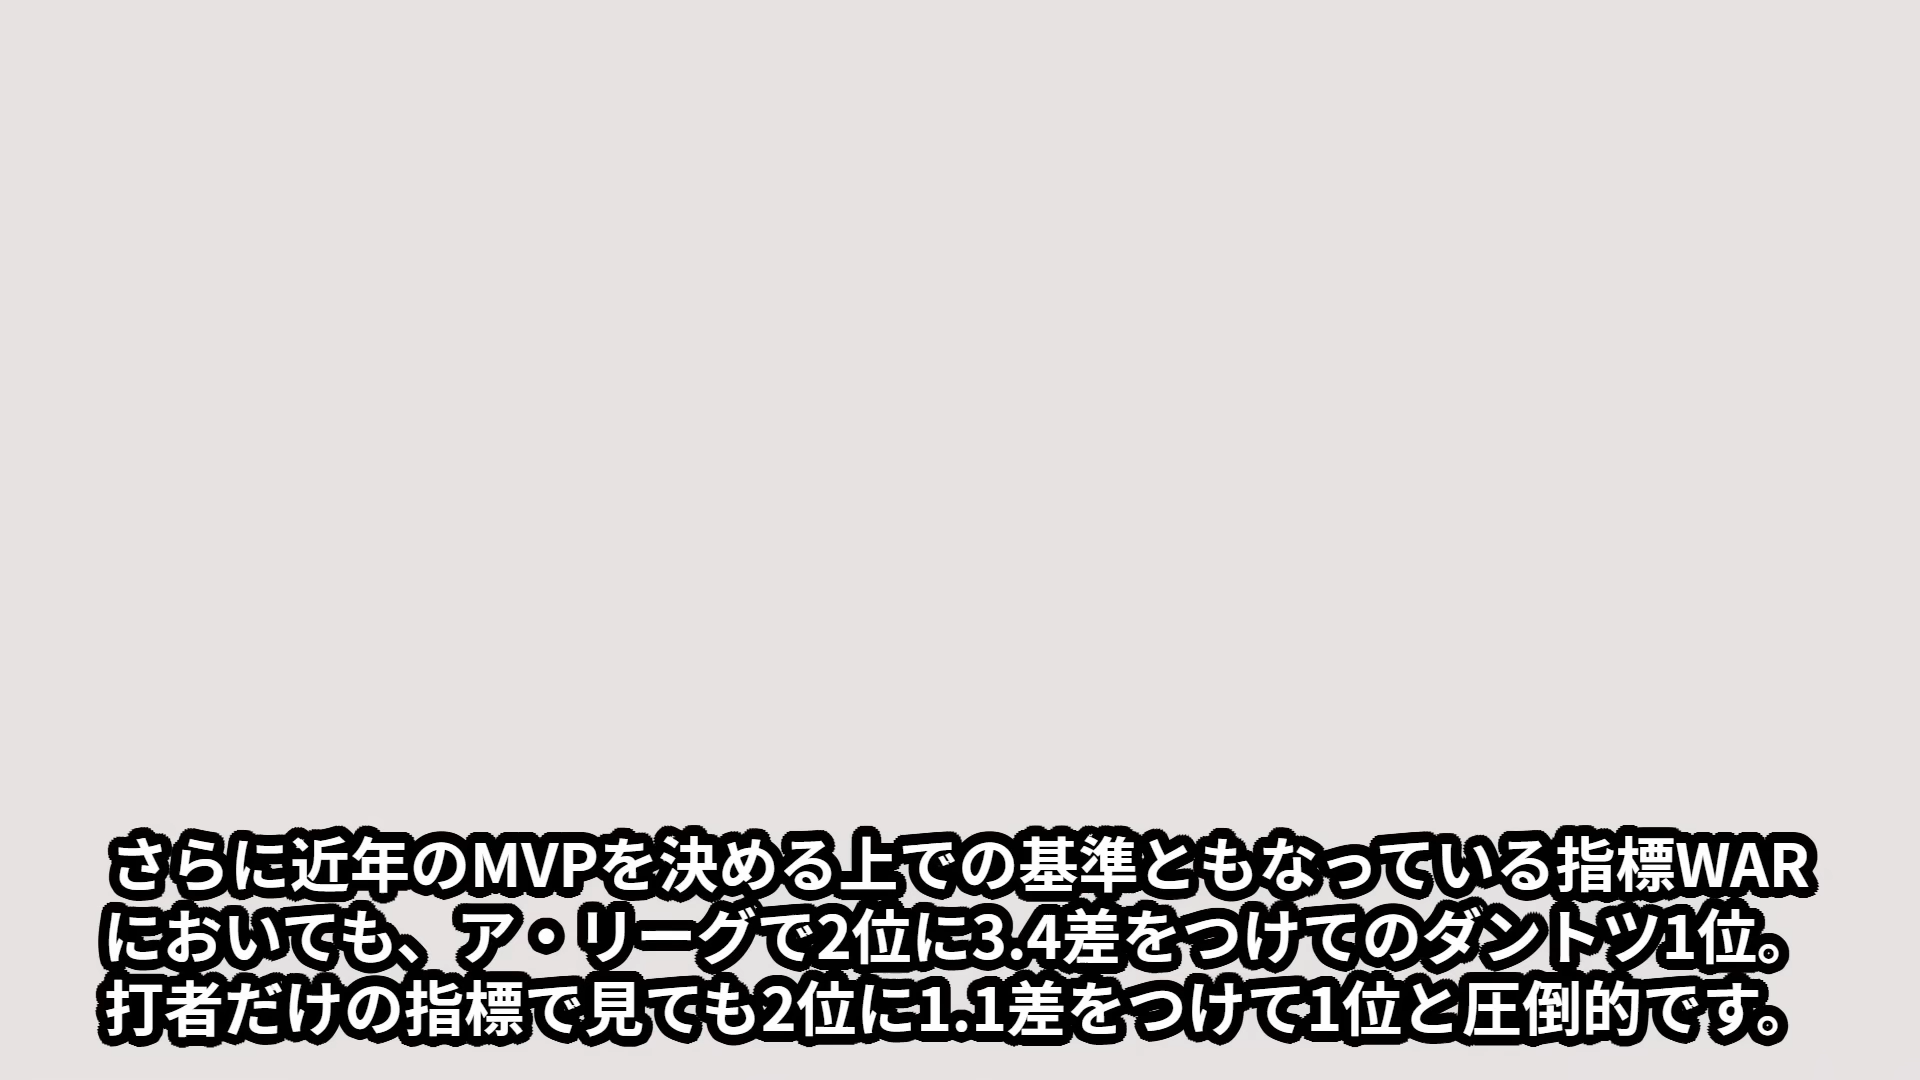 さらに近年のMVPを決める上での基準ともなっている指標WAR
においても、ア・リーグで2位に3.4差をつけてのダントツ1位。
打者だけの指標で見ても2位に1.1差をつけて1位と圧倒的です。